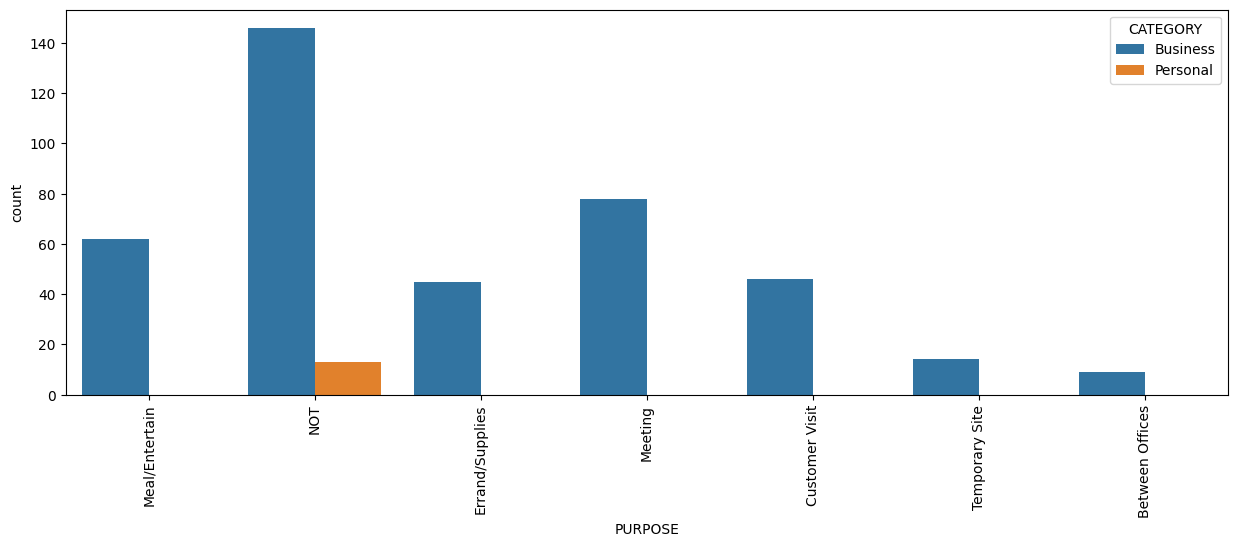 CATEGORY
Business
Personal
140
120
100
80
60
40
20
0
count
Meal/Entertain
NOT
Errand/Supplies
Meeting
Customer Visit
Temporary Site
Between Offices
PURPOSE